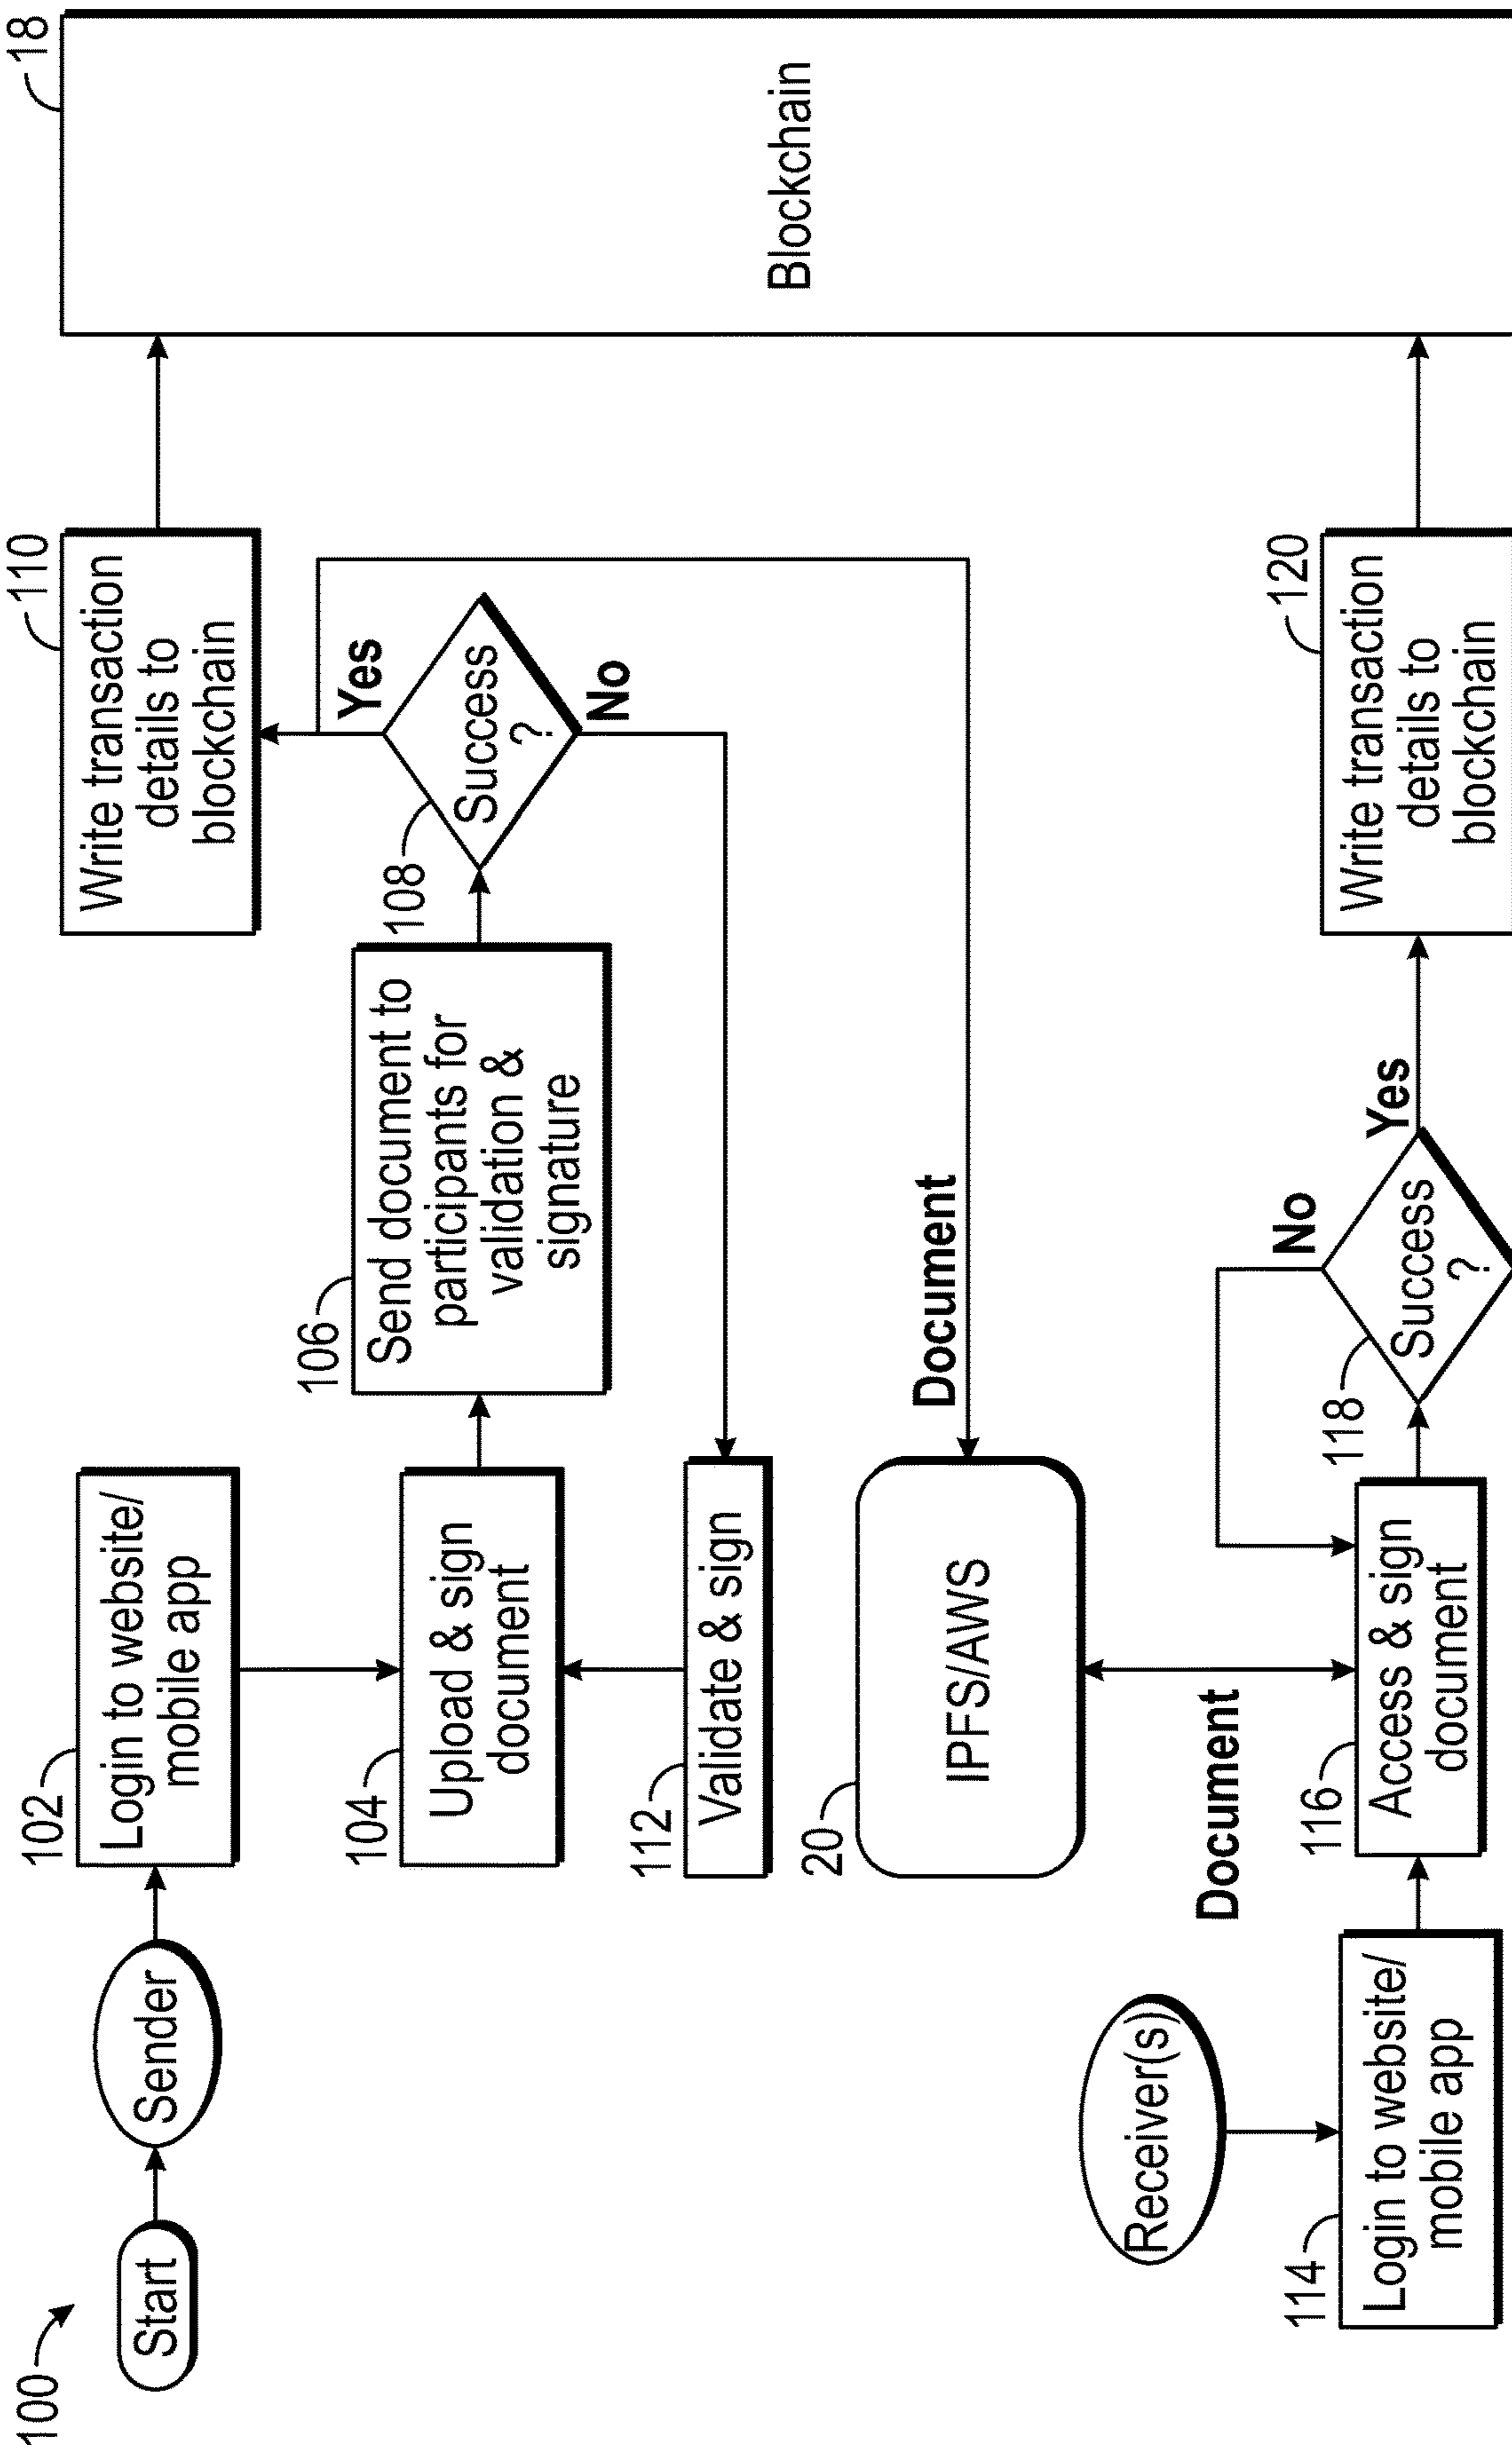 100
Start
Sender
102
Login to website/
mobile app
104
Upload & sign
document
106
Send document to
participants for
validation &
signature
108
Success
?
Yes
No
110
Write transaction
details to
blockchain
18
Blockchain
112
Validate & sign
20
IPFS/AWS
Document
Document
Receiver(s)
114
Login to website/
mobile app
116
Access & sign
document
118
Success
?
No
Yes
120
Write transaction
details to
blockchain